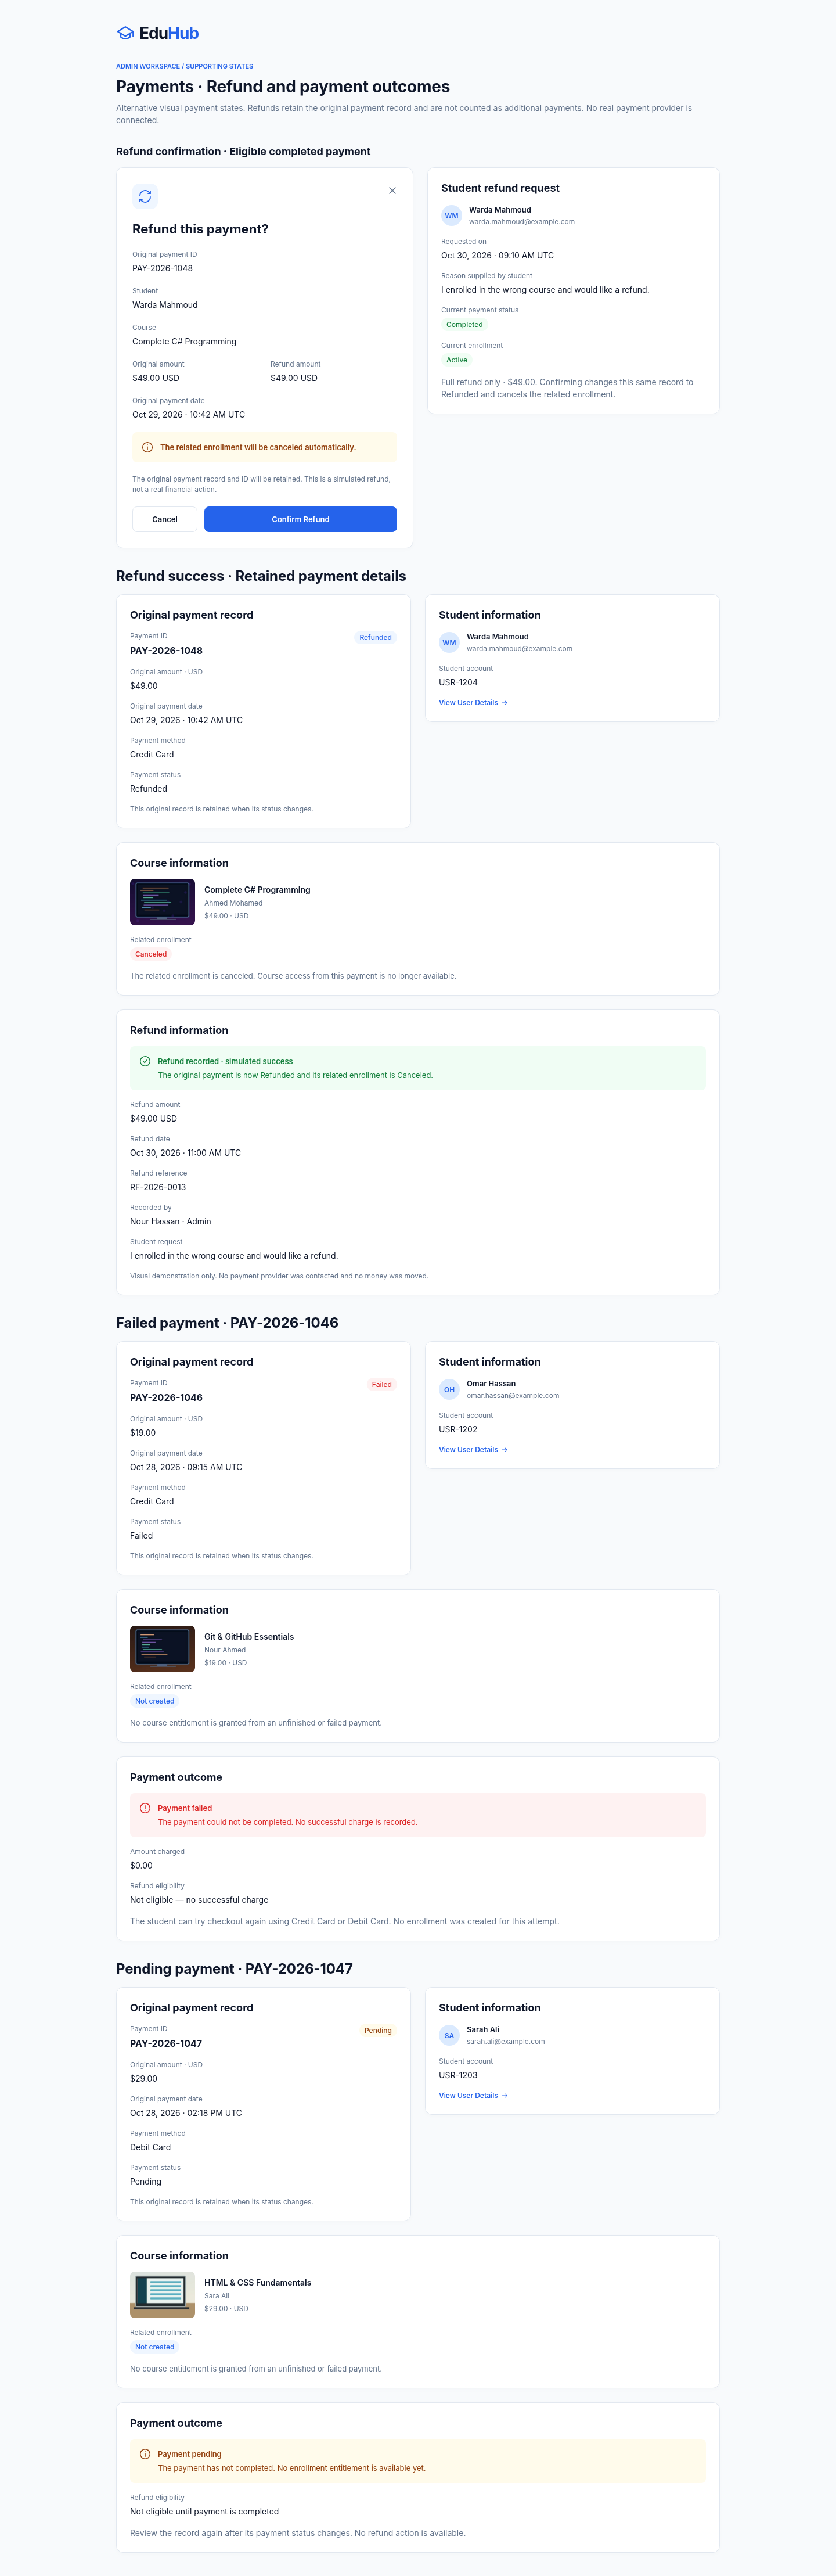 EduHub
ADMIN WORKSPACE / SUPPORTING STATES
Payments · Refund and payment outcomes
Alternative visual payment states. Refunds retain the original payment record and are not counted as additional payments. No real payment provider is
connected.
Refund confirmation · Eligible completed payment
Refund this payment?
Original payment ID
PAY-2026-1048
Student
Warda Mahmoud
Course
Complete C# Programming
Original amount
$49.00 USD
Refund amount
$49.00 USD
Original payment date
Oct 29, 2026 · 10:42 AM UTC
The related enrollment will be canceled automatically.
The original payment record and ID will be retained. This is a simulated refund,
not a real financial action.
Cancel
Confirm Refund
Student refund request
WM
Warda Mahmoud
warda.mahmoud@example.com
Requested on
Oct 30, 2026 · 09:10 AM UTC
Reason supplied by student
I enrolled in the wrong course and would like a refund.
Current payment status
Completed
Current enrollment
Active
Full refund only · $49.00. Confirming changes this same record to
Refunded and cancels the related enrollment.
Refund success · Retained payment details
Original payment record
Payment ID
PAY-2026-1048
Refunded
Original amount · USD
$49.00
Original payment date
Oct 29, 2026 · 10:42 AM UTC
Payment method
Credit Card
Payment status
Refunded
This original record is retained when its status changes.
Student information
WM
Warda Mahmoud
warda.mahmoud@example.com
Student account
USR-1204
View User Details →
Course information
Complete C# Programming
Ahmed Mohamed
$49.00 · USD
Related enrollment
Canceled
The related enrollment is canceled. Course access from this payment is no longer available.
Refund information
Refund recorded · simulated success
The original payment is now Refunded and its related enrollment is Canceled.
Refund amount
$49.00 USD
Refund date
Oct 30, 2026 · 11:00 AM UTC
Refund reference
RF-2026-0013
Recorded by
Nour Hassan · Admin
Student request
I enrolled in the wrong course and would like a refund.
Visual demonstration only. No payment provider was contacted and no money was moved.
Failed payment · PAY-2026-1046
Original payment record
Payment ID
PAY-2026-1046
Failed
Original amount · USD
$19.00
Original payment date
Oct 28, 2026 · 09:15 AM UTC
Payment method
Credit Card
Payment status
Failed
This original record is retained when its status changes.
Student information
OH
Omar Hassan
omar.hassan@example.com
Student account
USR-1202
View User Details →
Course information
Git & GitHub Essentials
Nour Ahmed
$19.00 · USD
Related enrollment
Not created
No course entitlement is granted from an unfinished or failed payment.
Payment outcome
Payment failed
The payment could not be completed. No successful charge is recorded.
Amount charged
$0.00
Refund eligibility
Not eligible — no successful charge
The student can try checkout again using Credit Card or Debit Card. No enrollment was created for this attempt.
Pending payment · PAY-2026-1047
Original payment record
Payment ID
PAY-2026-1047
Pending
Original amount · USD
$29.00
Original payment date
Oct 28, 2026 · 02:18 PM UTC
Payment method
Debit Card
Payment status
Pending
This original record is retained when its status changes.
Student information
SA
Sarah Ali
sarah.ali@example.com
Student account
USR-1203
View User Details →
Course information
HTML & CSS Fundamentals
Sara Ali
$29.00 · USD
Related enrollment
Not created
No course entitlement is granted from an unfinished or failed payment.
Payment outcome
Payment pending
The payment has not completed. No enrollment entitlement is available yet.
Refund eligibility
Not eligible until payment is completed
Review the record again after its payment status changes. No refund action is available.